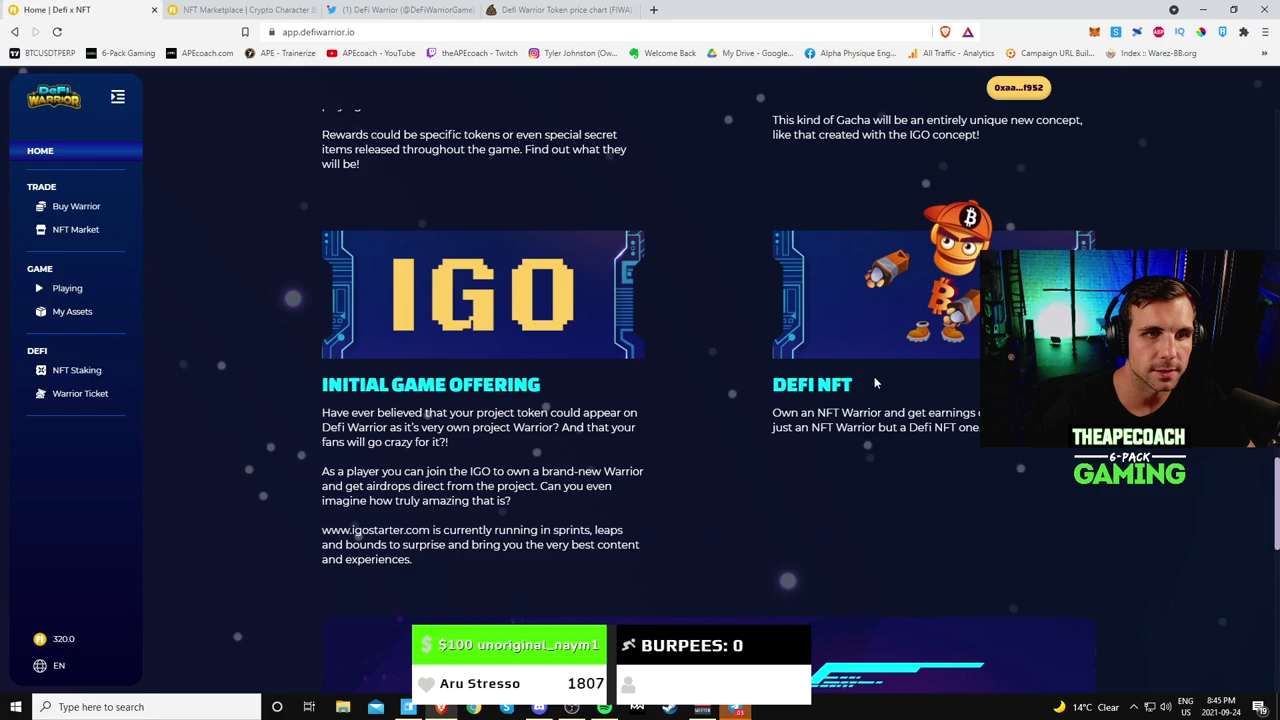 Home | Defi x NFT
NFT Marketplace | Crypto Character
(1) DeFi Warrior (@DeFiWarriorGame
Defi Warrior Token price chart (FIWA)
app.defiwarrior.io
BTCUSDTPERP
6-Pack Gaming
APEcoach.com
APE - Trainerize
APEcoach - YouTube
theAPEcoach - Twitch
Tyler Johnston (Ow...
Welcome Back
My Drive - Google...
Alpha Physique Eng...
All Traffic - Analytics
Campaign URL Buil...
Index :: Warez-BB.org
DeFi
WARRIOR
0xaa...f952
HOME
TRADE
Buy Warrior
NFT Market
GAME
Playing
My Assets
DEFI
NFT Staking
Warrior Ticket
320.0
EN
Rewards could be specific tokens or even special secret
items released throughout the game. Find out what they
will be!
This kind of Gacha will be an entirely unique new concept,
like that created with the IGO concept!
IGO
INITIAL GAME OFFERING
Have ever believed that your project token could appear on
Defi Warrior as it's very own project Warrior? And that your
fans will go crazy for it?!
As a player you can join the IGO to own a brand-new Warrior
and get airdrops direct from the project. Can you even
imagine how truly amazing that is?
www.igostarter.com is currently running in sprints, leaps
and bounds to surprise and bring you the very best content
and experiences.
DEFI NFT
Own an NFT Warrior and get earnings
just an NFT Warrior but a Defi NFT one
THEAPECOACH
6-PACK
GAMING
$100 unoriginal_naym1
Aru Stresso 1807
BURPEES: 0
Type here to search
14°C Clear
ENG
US
8:45 PM
2021-09-24